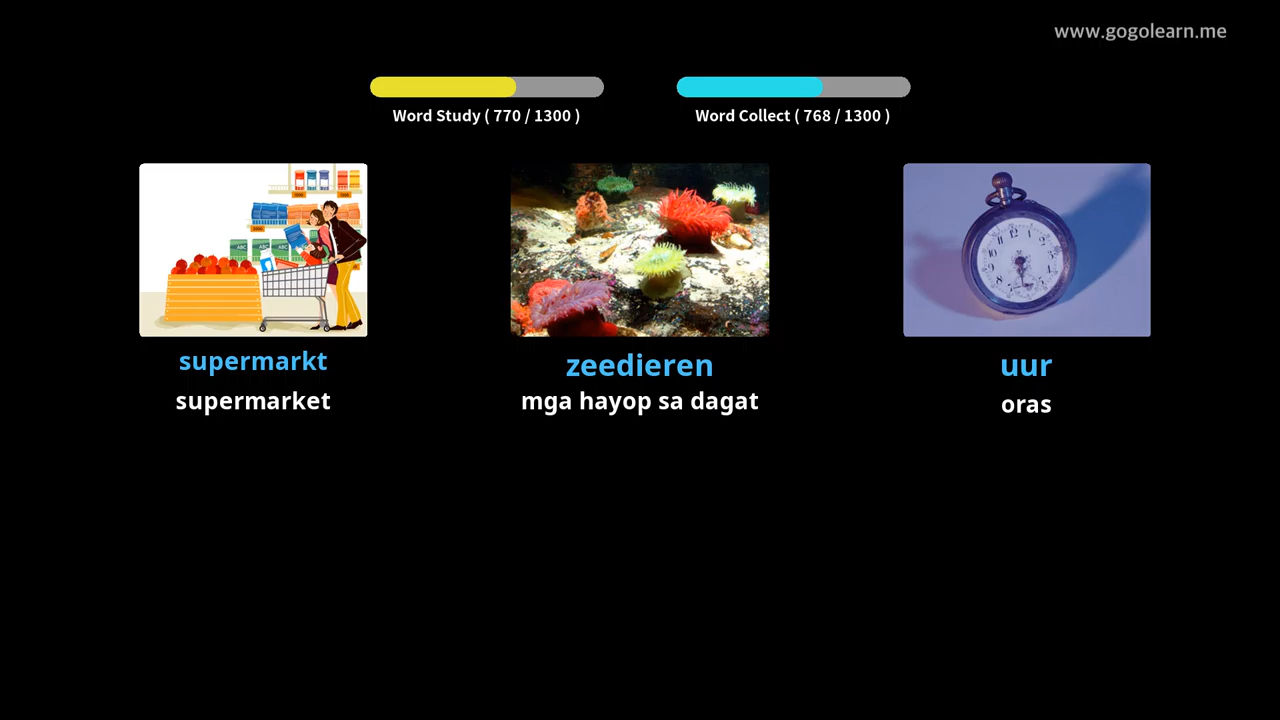 www.gogolearn.me
Word Study ( 770 / 1300 )
Word Collect ( 768 / 1300 )
supermarkt
supermarket
zeedieren
mga hayop sa dagat
uur
oras